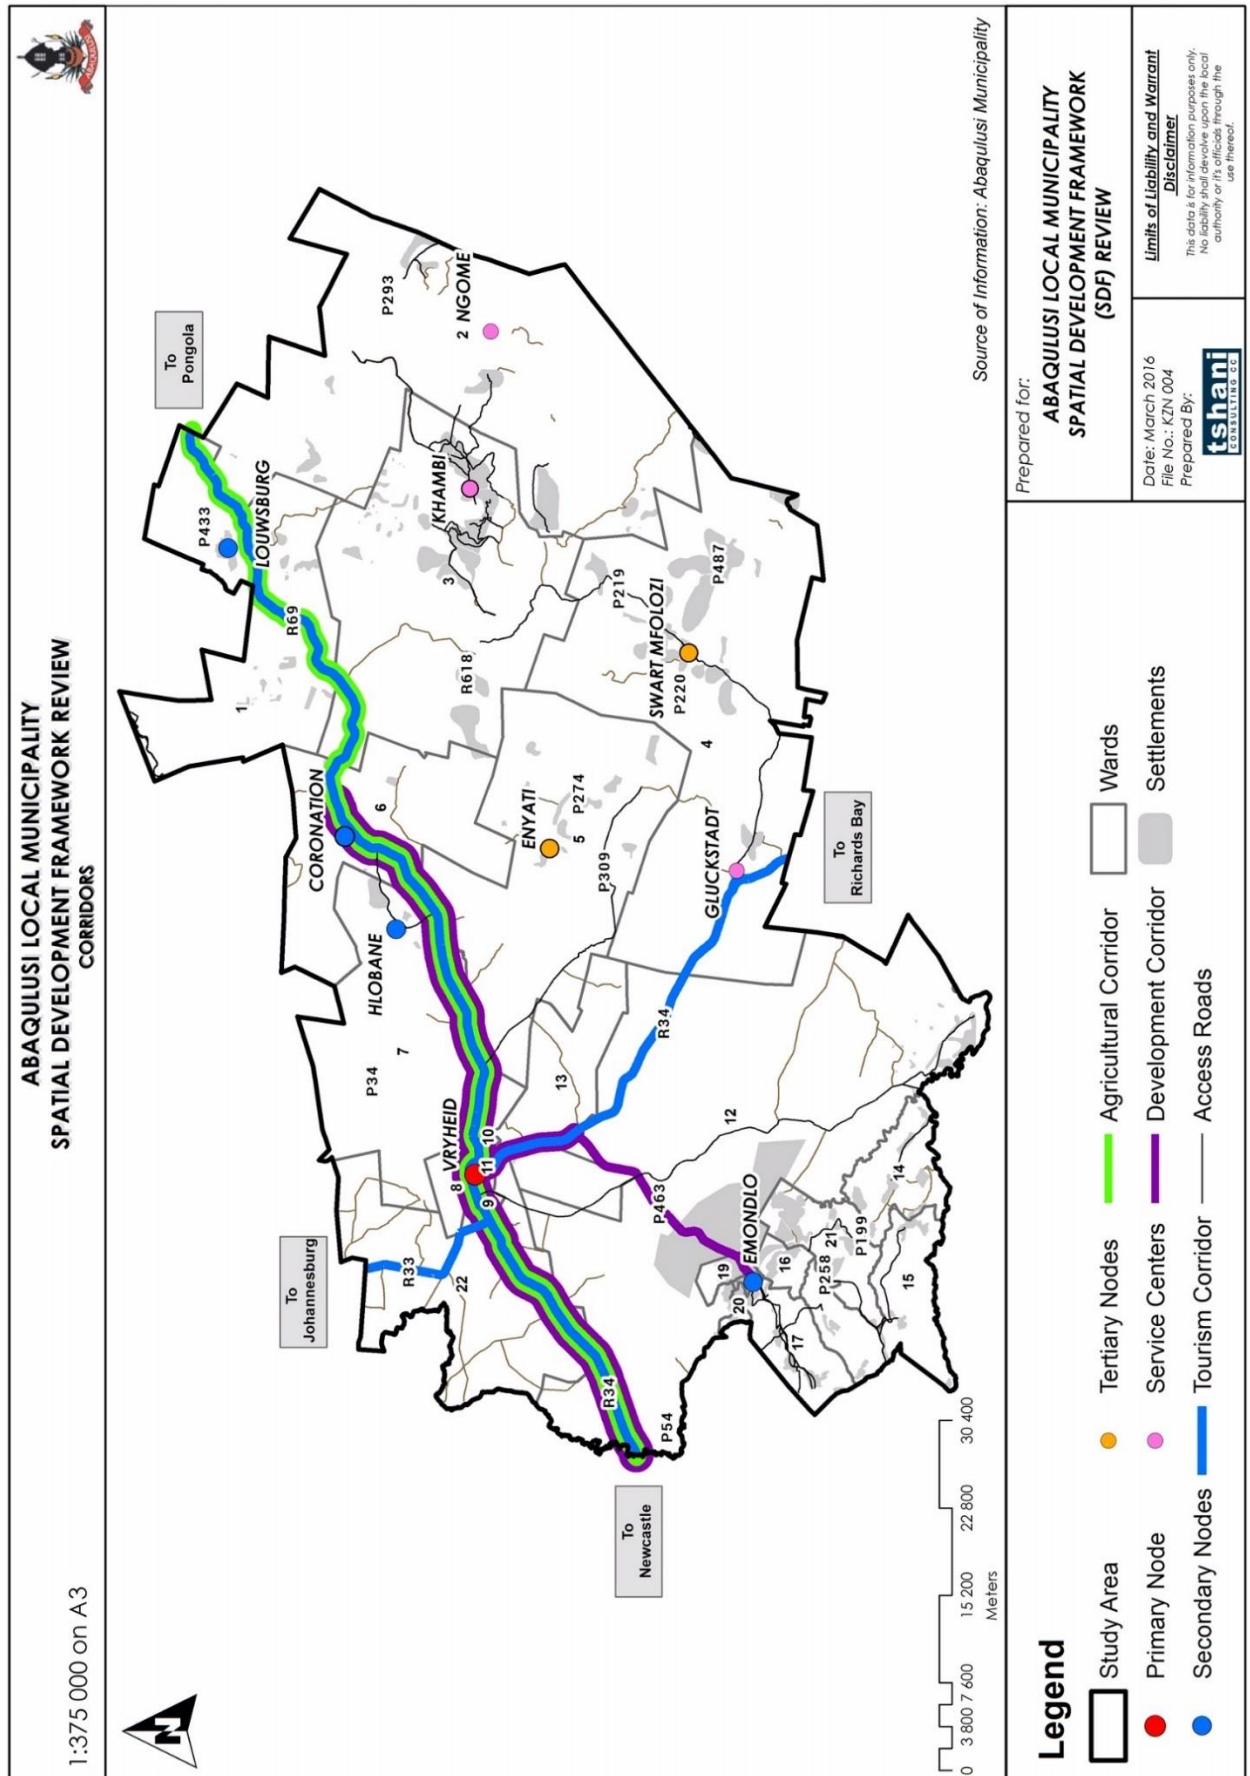 ABAQULUSI LOCAL MUNICIPALITY
SPATIAL DEVELOPMENT FRAMEWORK REVIEW
CORRIDORS
1:375 000 on A3
ABAQULUSI
N
To
Pongola
P433
LOUWSBURG
P293
2 NGOME
R69
1
KHAMBI
3
CORONATION
R618
P219
P487
6
SWART MFOLOZI
P220
HLOBANE
ENYATI
P274
5
4
P309
GLUCKSTADT
To
Richards Bay
P34
7
R34
13
VRYHEID
10
11
8
9
12
To
Johannesburg
R33
22
P463
EMONDLO
14
19
16
21
P199
20
P258
15
17
R34
P54
To
Newcastle
0 3 800 7 600 15 200 22 800 30 400
Meters
Source of Information: Abaqulusi Municipality
Legend
Study Area
Primary Node
Secondary Nodes
Tertiary Nodes
Service Centers
Tourism Corridor
Agricultural Corridor
Development Corridor
Access Roads
Wards
Settlements
Prepared for:
ABAQULUSI LOCAL MUNICIPALITY
SPATIAL DEVELOPMENT FRAMEWORK
(SDF) REVIEW
Date: March 2016
File No.: KZN 004
Prepared By:
tshani
CONSULTING CC
Limits of Liability and Warrant
Disclaimer
This data is for information purposes only.
No liability shall devolve upon the local
authority or it's officials through the
use thereof.